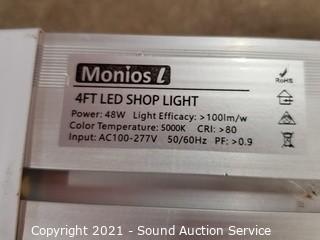 Monios L
RoHS
4FT LED SHOP LIGHT
Power: 48W Light Efficacy: >100lm/w
Color Temperature: 5000K CRI: >80
Input: AC100-277V 50/60Hz PF: >0.9
Copyright 2021 - Sound Auction Service